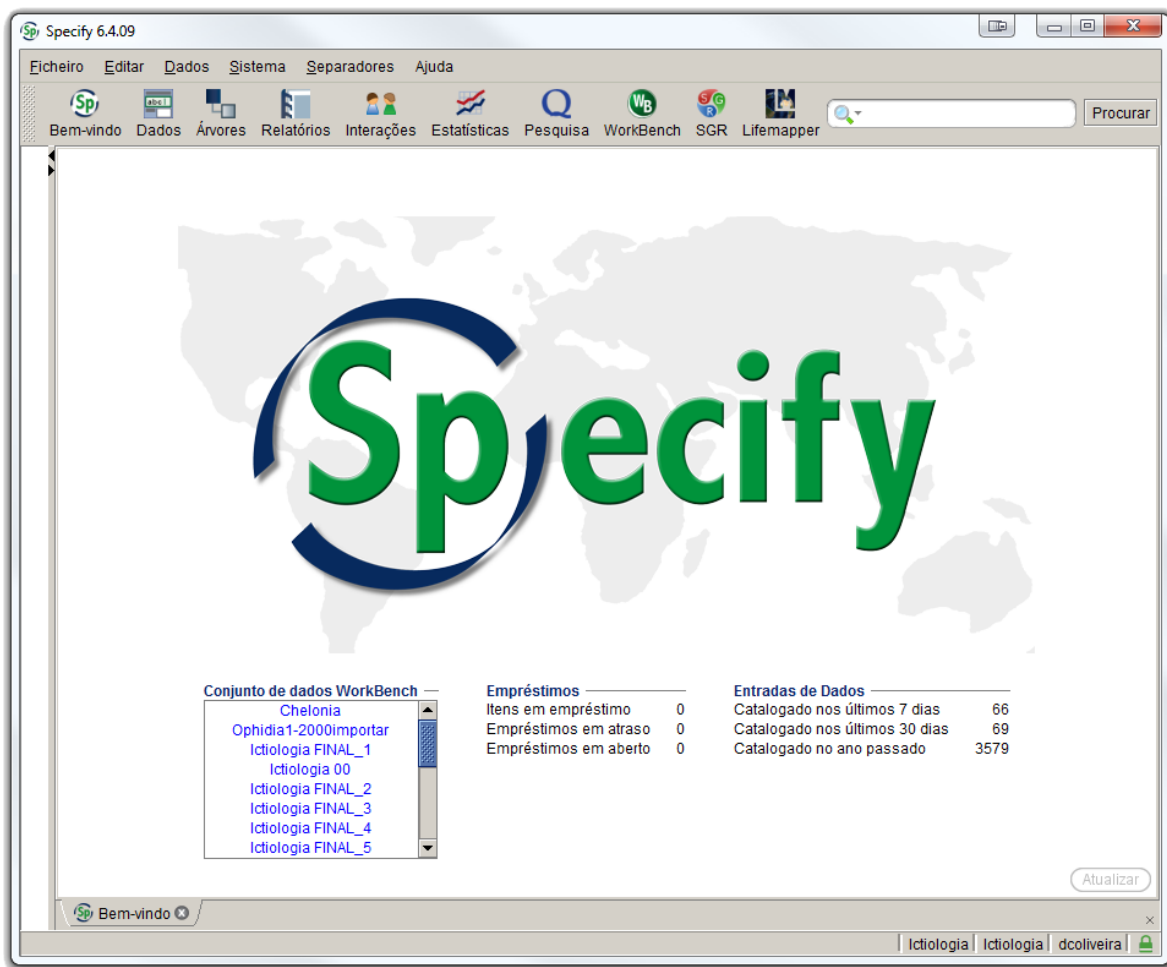 Specify 6.4.09
Ficheiro Editar Dados Sistema Separadores Ajuda
Bem-vindo Dados Árvores Relatórios Interações Estatísticas Pesquisa WorkBench SGR Lifemapper Procurar
Specify
Conjunto de dados WorkBench
Chelonia
Ophidia1-2000importar
Ictiologia FINAL_1
Ictiologia 00
Ictiologia FINAL_2
Ictiologia FINAL_3
Ictiologia FINAL_4
Ictiologia FINAL_5
Empréstimos
Itens em empréstimo 0
Empréstimos em atraso 0
Empréstimos em aberto 0
Entradas de Dados
Catalogado nos últimos 7 dias 66
Catalogado nos últimos 30 dias 69
Catalogado no ano passado 3579
Atualizar
Bem-vindo
Ictiologia Ictiologia dcoliveira